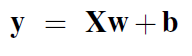 y = Xw + b